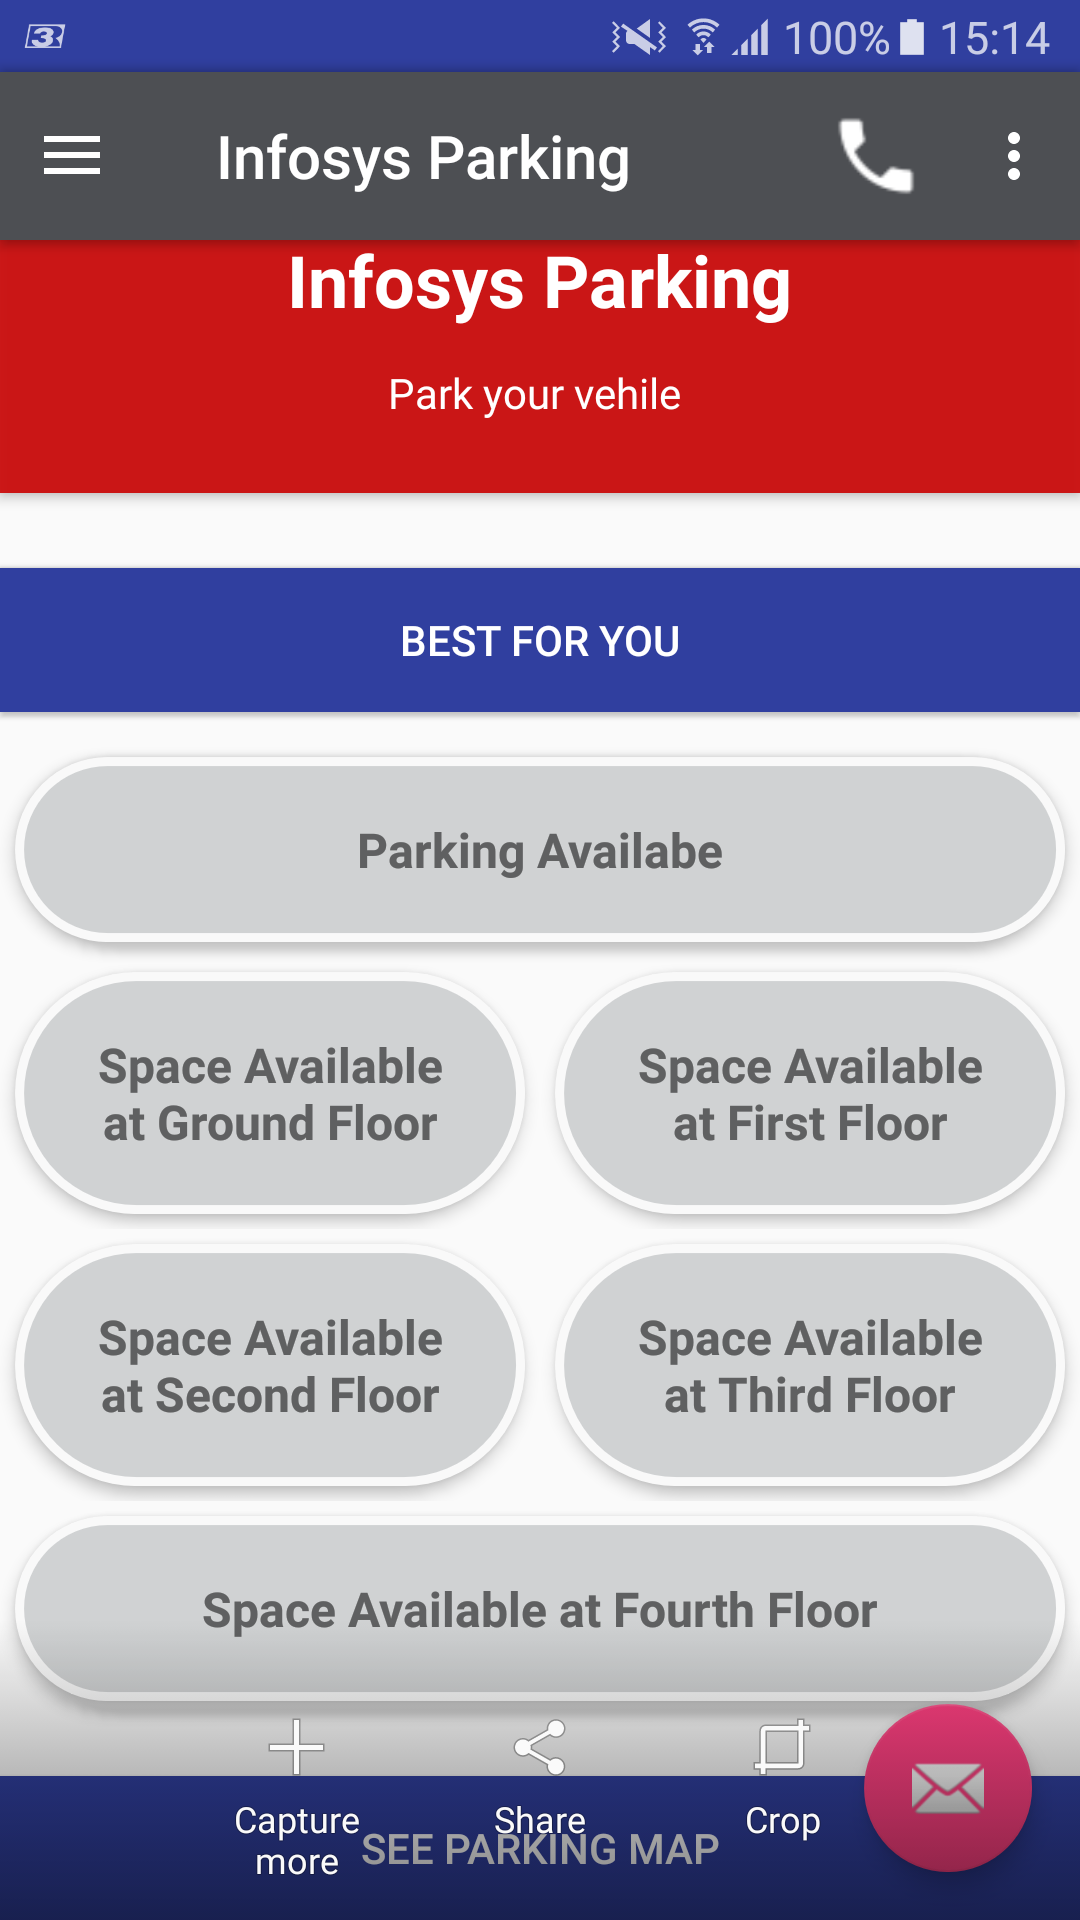 3 100% 15:14
Infosys Parking
Infosys Parking
Park your vehile
BEST FOR YOU
Parking Availabe
Space Available
at Ground Floor
Space Available
at First Floor
Space Available
at Second Floor
Space Available
at Third Floor
Space Available at Fourth Floor
Capture
more
Share
Crop
SEE PARKING MAP